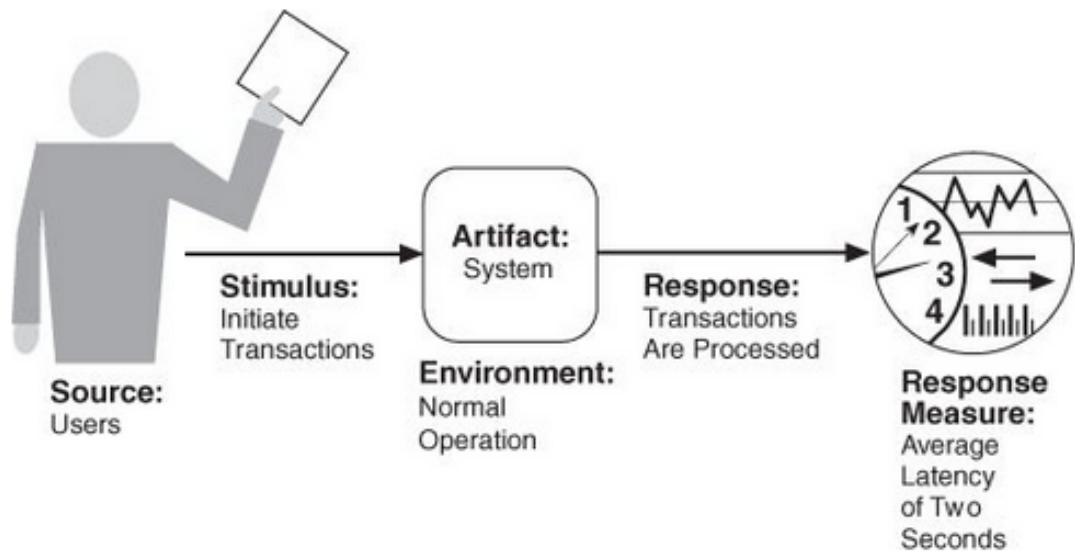 Source:
Users
Stimulus:
Initiate
Transactions
Artifact:
System
Environment:
Normal
Operation
Response:
Transactions
Are Processed
1
2
3
4
Response
Measure:
Average
Latency
of Two
Seconds